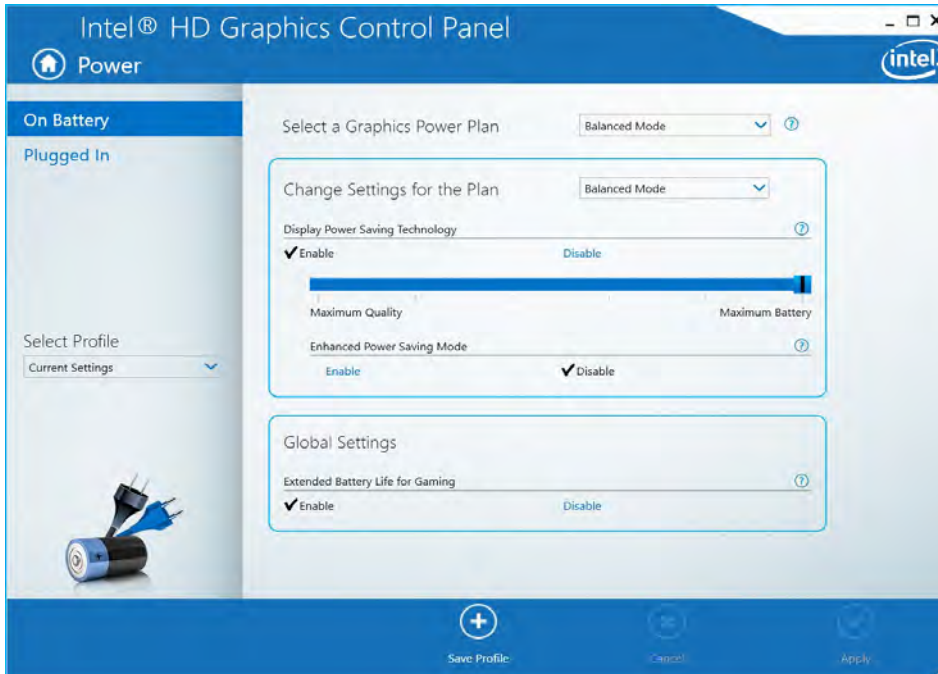 Intel® HD Graphics Control Panel
Power
intel
On Battery
Plugged In
Select Profile
Current Settings
Select a Graphics Power Plan Balanced Mode ?
Change Settings for the Plan Balanced Mode
Display Power Saving Technology ?
Enable Disable
Maximum Quality Maximum Battery
Enhanced Power Saving Mode ?
Enable Disable
Global Settings
Extended Battery Life for Gaming ?
Enable Disable
Save Profile Cancel Apply